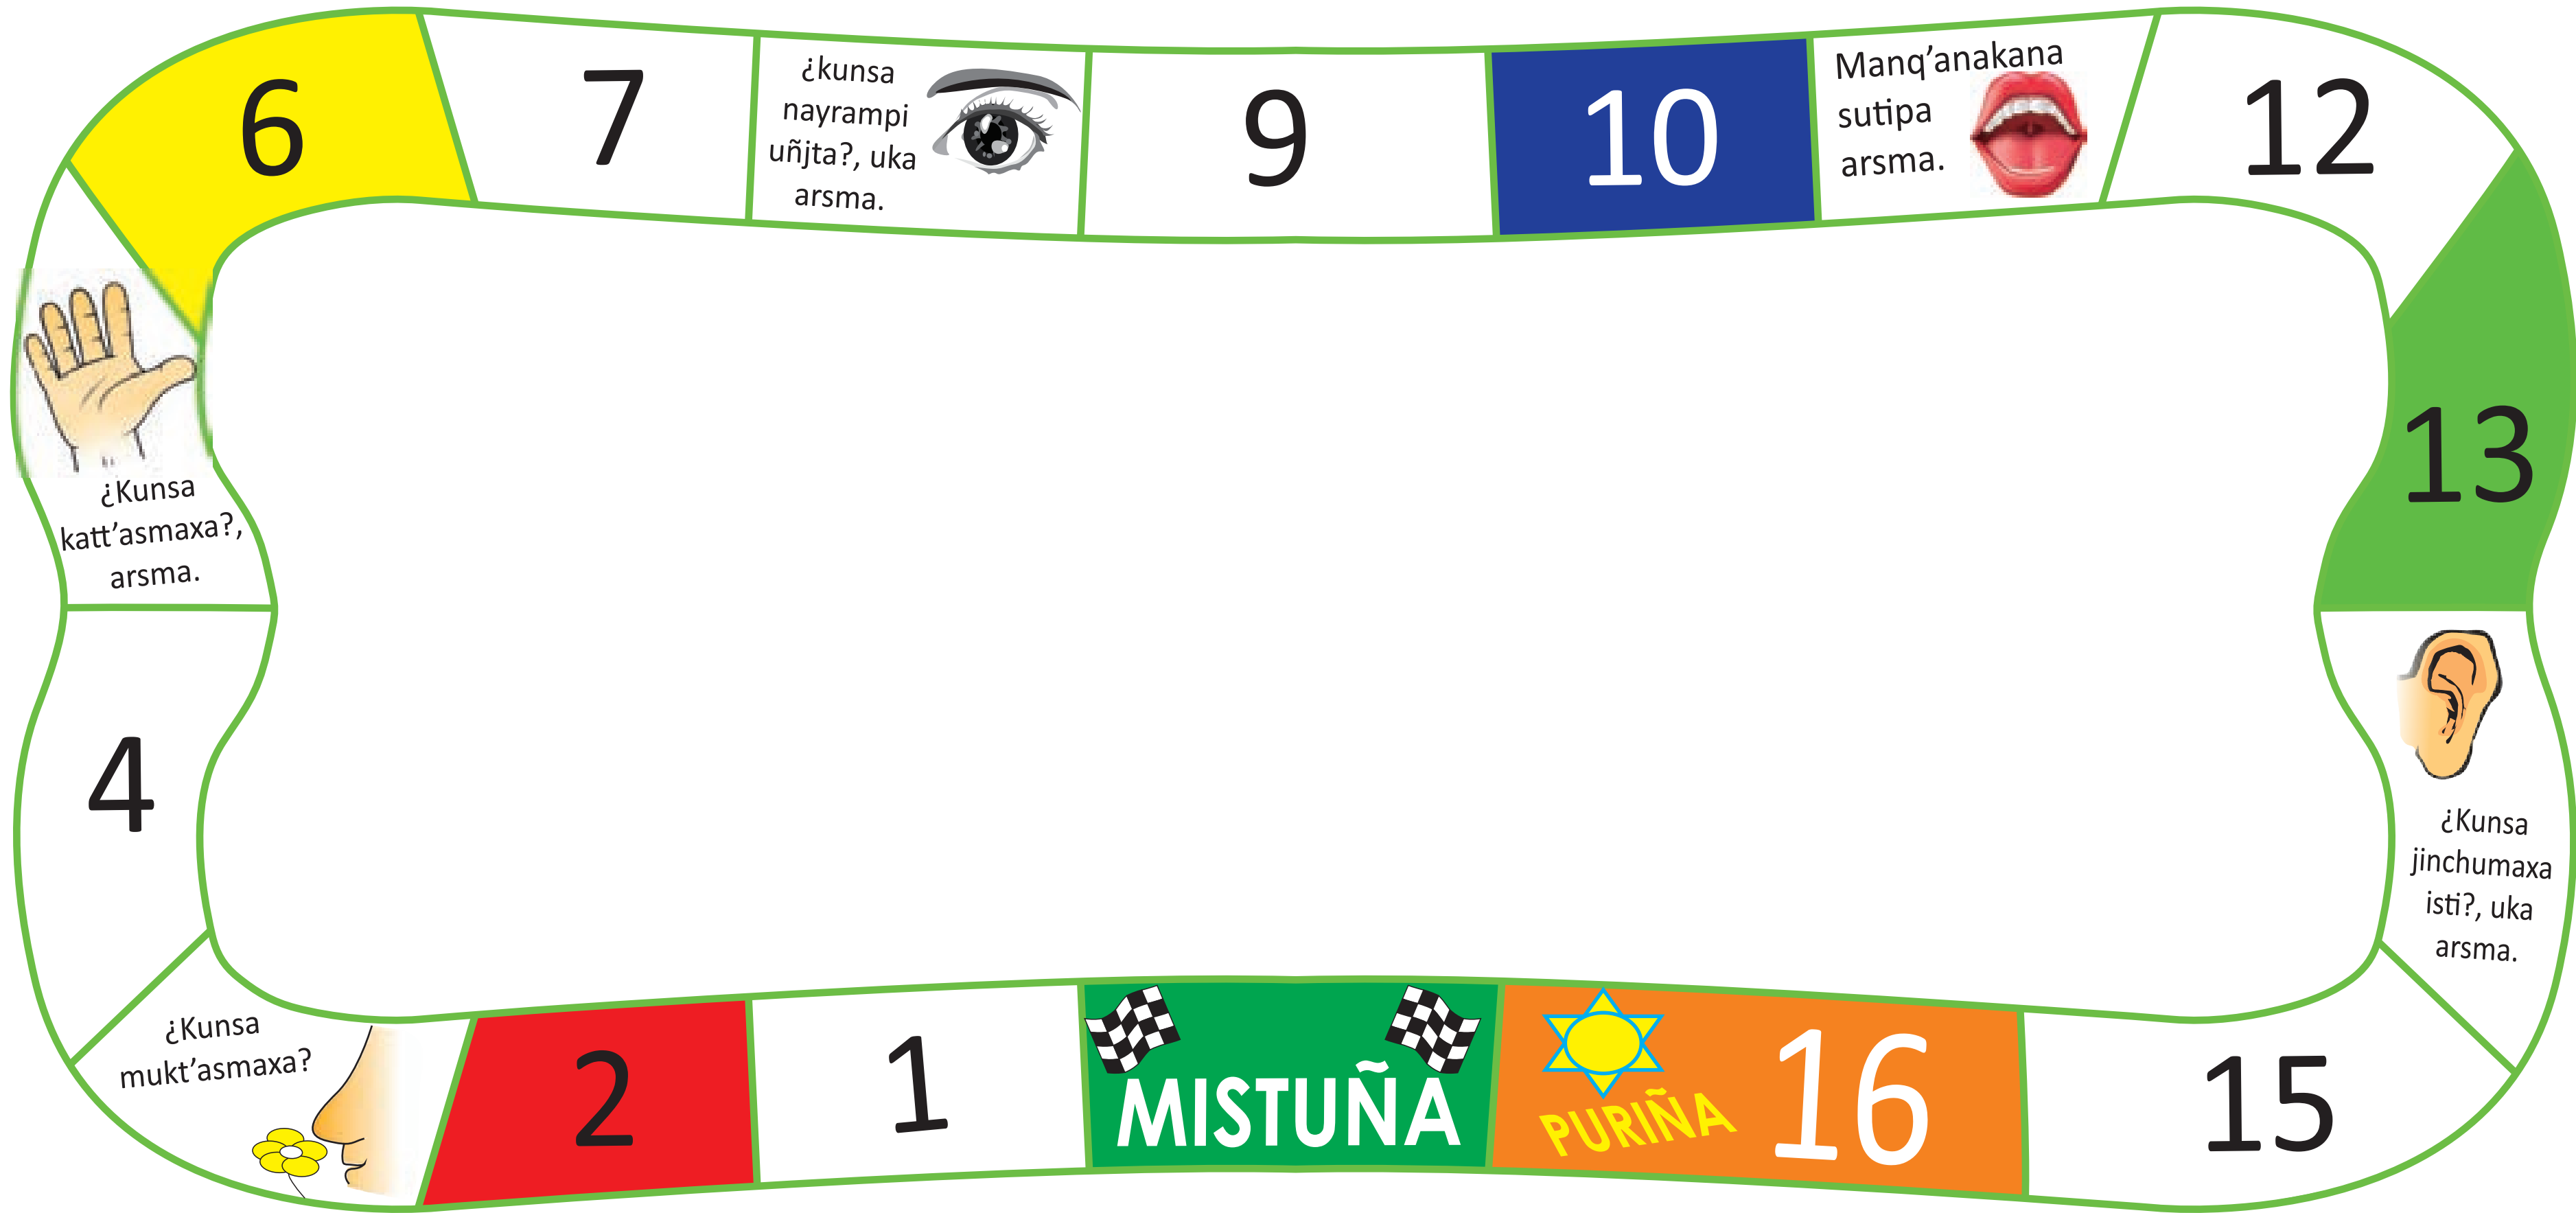 6
7
¿kunsa
nayrampi
uñjta?, uka
arsma.
9
10
Manq'anakana
sutipa
arsma.
12
13
¿Kunsa
jinchumaxa
isti?, uka
arsma.
15
16
PURIÑA
MISTUÑA
1
2
¿Kunsa
mukt'asmaxa?
4
¿Kunsa
katt'asmaxa?,
arsma.